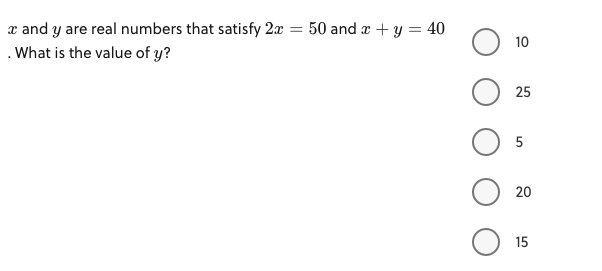 x and y are real numbers that satisfy 2x = 50 and x + y = 40
. What is the value of y?
10
25
5
20
15